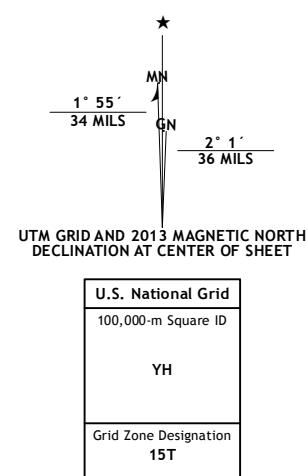 ★
MN
1° 55´
34 MILS
GN
2° 1´
36 MILS
UTM GRID AND 2013 MAGNETIC NORTH
DECLINATION AT CENTER OF SHEET
U.S. National Grid
100,000-m Square ID
YH
Grid Zone Designation
15T